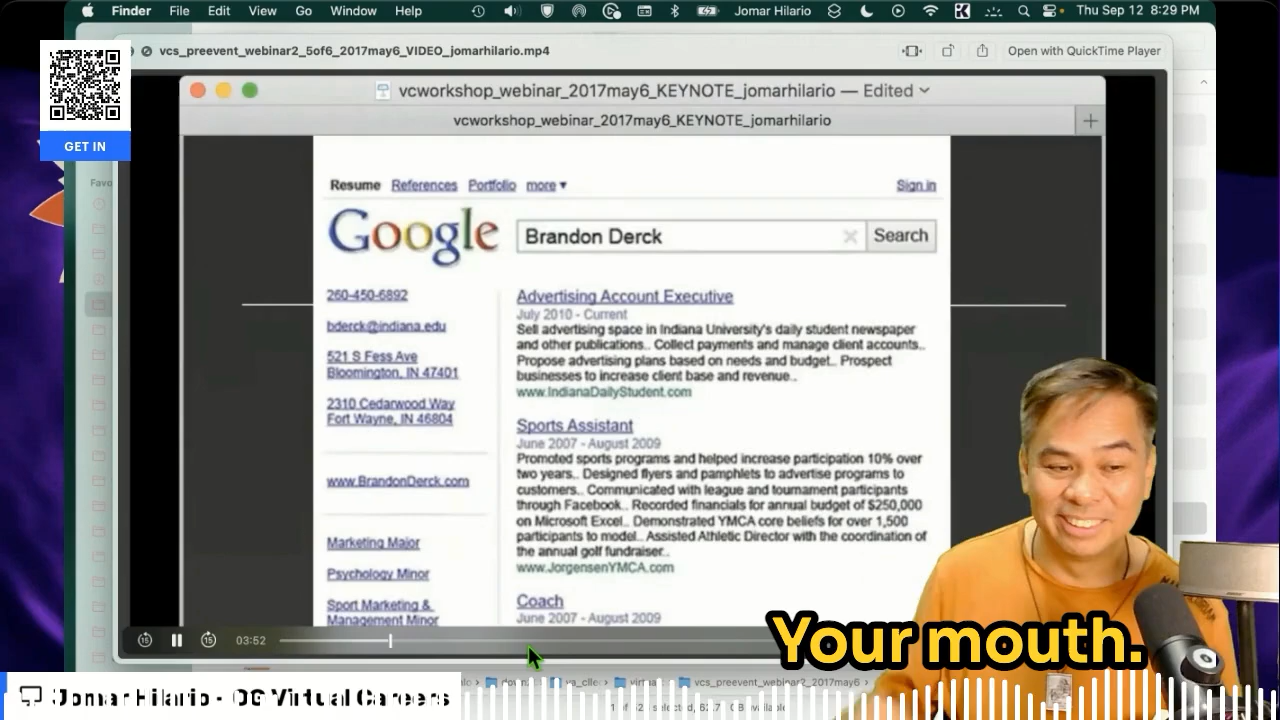 Finder File Edit View Go Window Help Jomar Hilario Thu Sep 12 8:29 PM
vcs_preevent_webinar2_5of6_2017may6_VIDEO_jomarhilario.mp4 Open with QuickTime Player
GET IN
vcworkshop_webinar_2017may6_KEYNOTE_jomarhilario — Edited
vcworkshop_webinar_2017may6_KEYNOTE_jomarhilario
Favo
Resume References Portfolio more Sign in
Google Brandon Derck Search
260-450-6892
bderck@indiana.edu
521 S Fess Ave
Bloomington, IN 47401
2310 Cedarwood Way
Fort Wayne, IN 46804
www.BrandonDerck.com
Marketing Major
Psychology Minor
Sport Marketing &
Management Minor
Advertising Account Executive
July 2010 - Current
Sell advertising space in Indiana University's daily student newspaper
and other publications.. Collect payments and manage client accounts..
Propose advertising plans based on needs and budget.. Prospect
businesses to increase client base and revenue..
www.IndianaDailyStudent.com
Sports Assistant
June 2007 - August 2009
Promoted sports programs and helped increase participation 10% over
two years.. Designed flyers and pamphlets to advertise programs to
customers.. Communicated with league and tournament participants
through Facebook.. Recorded financials for annual budget of $250,000
on Microsoft Excel.. Demonstrated YMCA core beliefs for over 1,500
participants to model.. Assisted Athletic Director with the coordination of
the annual golf fundraiser..
www.JorgensenYMCA.com
Coach
June 2007 - August 2009
15 15 03:52
Your mouth.
vcs_preevent_webinar2_2017may6
Jomar Hilario - OG Virtual Careers